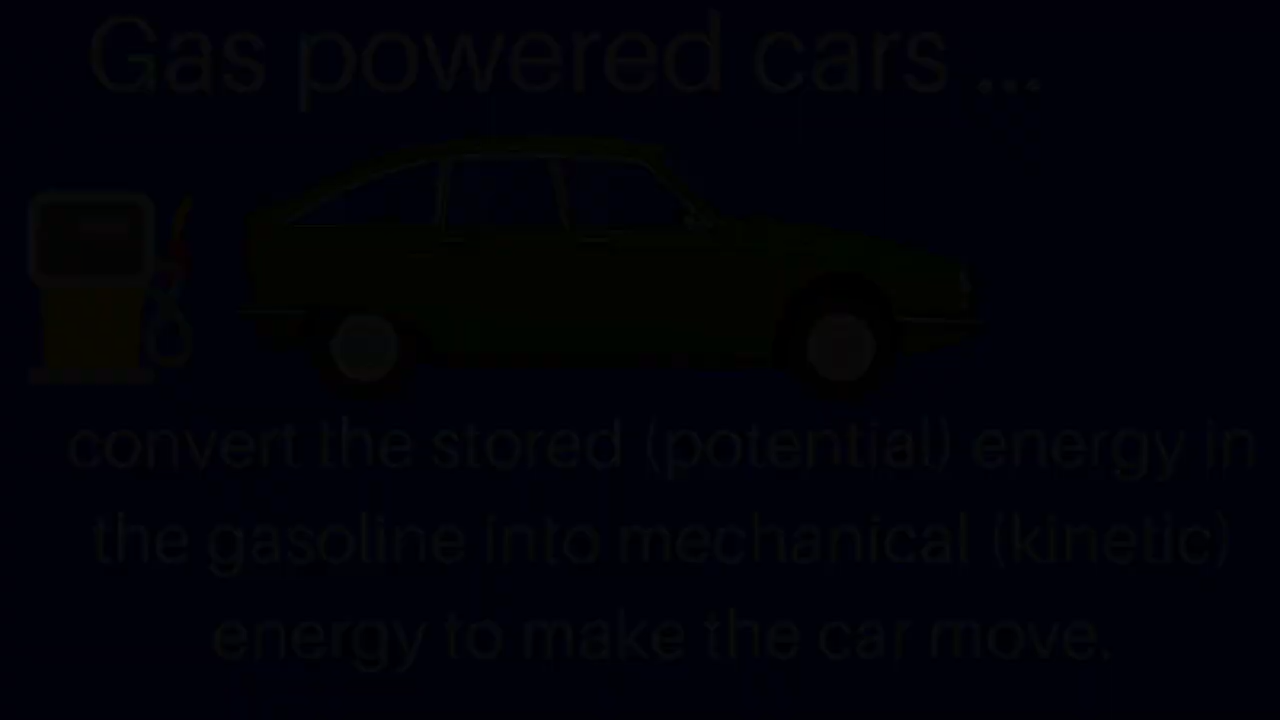 Gas powered cars ...
convert the stored (potential) energy in
the gasoline into mechanical (kinetic)
energy to make the car move.